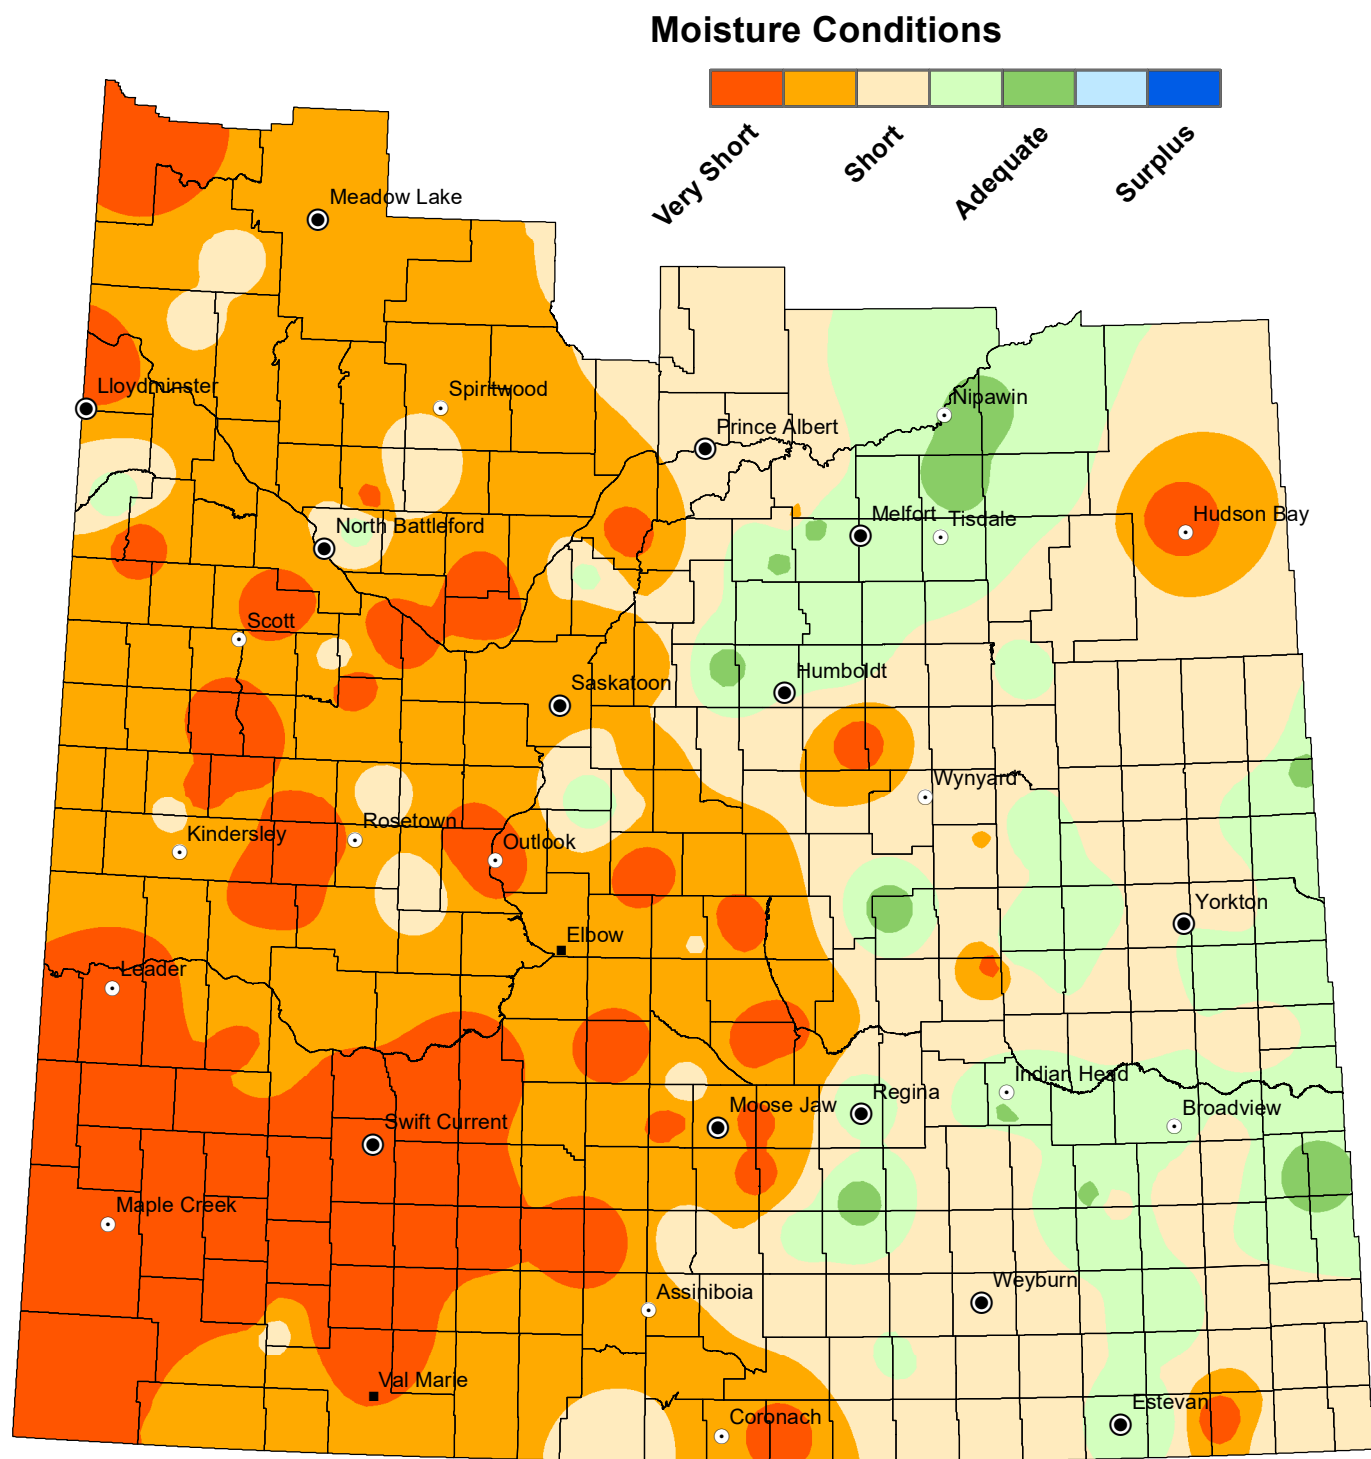 Moisture Conditions
Very Short
Short
Adequate
Surplus
Meadow Lake
Lloydminster
Spiritwood
Nipawin
Prince Albert
North Battleford
Melfort
Tisdale
Hudson Bay
Scott
Saskatoon
Humboldt
Wynyard
Kindersley
Rosetown
Outlook
Yorkton
Elbow
Leader
Indian Head
Regina
Moose Jaw
Broadview
Swift Current
Maple Creek
Assiniboia
Weyburn
Val Marie
Coronach
Estevan